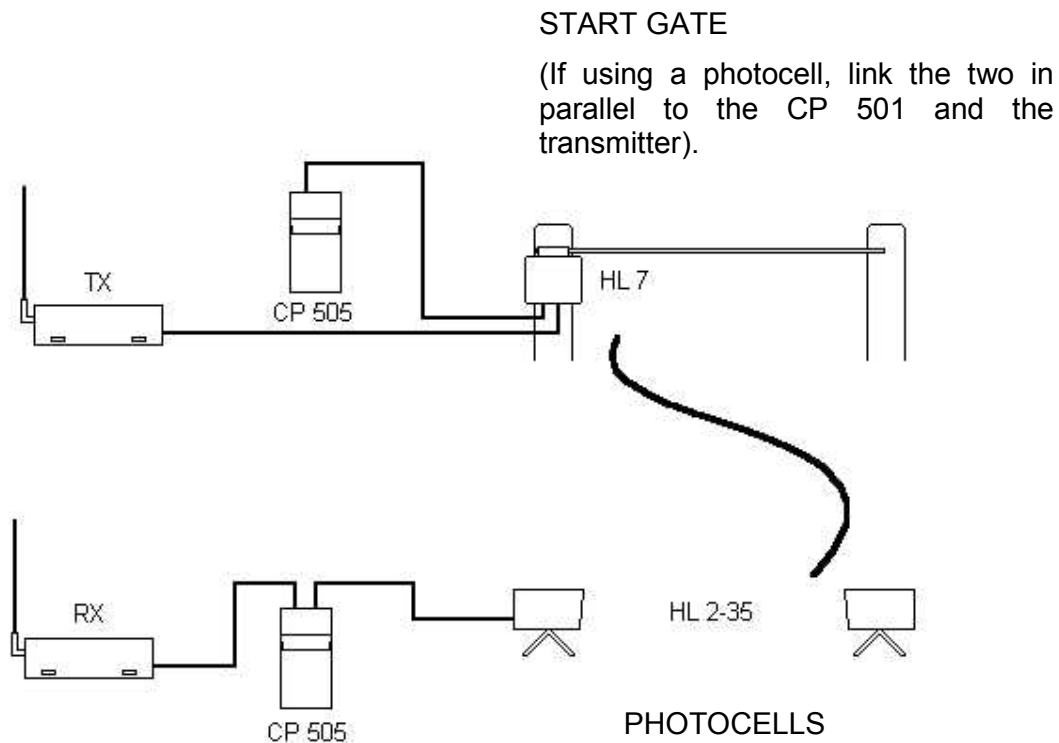 START GATE
(If using a photocell, link the two in
parallel to the CP 501 and the
transmitter).
TX
CP 505
HL 7
RX
CP 505
HL 2-35
PHOTOCELLS